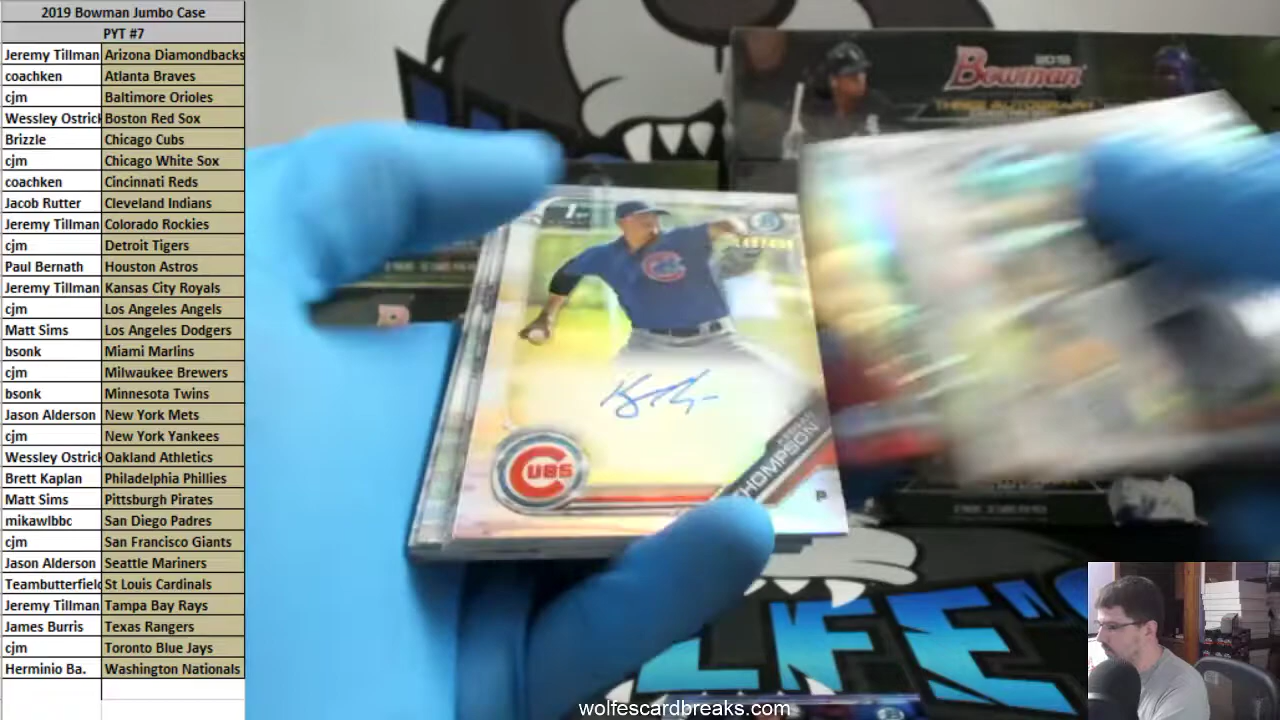 2019 Bowman Jumbo Case
PYT #7
Jeremy Tillman Arizona Diamondbacks
coachken Atlanta Braves
cjm Baltimore Orioles
Wessley Ostrick Boston Red Sox
Brizzle Chicago Cubs
cjm Chicago White Sox
coachken Cincinnati Reds
Jacob Rutter Cleveland Indians
Jeremy Tillman Colorado Rockies
cjm Detroit Tigers
Paul Bernath Houston Astros
Jeremy Tillman Kansas City Royals
cjm Los Angeles Angels
Matt Sims Los Angeles Dodgers
bsonk Miami Marlins
cjm Milwaukee Brewers
bsonk Minnesota Twins
Jason Alderson New York Mets
cjm New York Yankees
Wessley Ostrick Oakland Athletics
Brett Kaplan Philadelphia Phillies
Matt Sims Pittsburgh Pirates
mikawlbbc San Diego Padres
cjm San Francisco Giants
Jason Alderson Seattle Mariners
Teambutterfield St Louis Cardinals
Jeremy Tillman Tampa Bay Rays
James Burris Texas Rangers
cjm Toronto Blue Jays
Herminio Ba. Washington Nationals
2019
Bowman
THREE AUTOGRAPH
1st
CUBS
THOMPSON
P
LFE'S
wolfescardbreaks.com